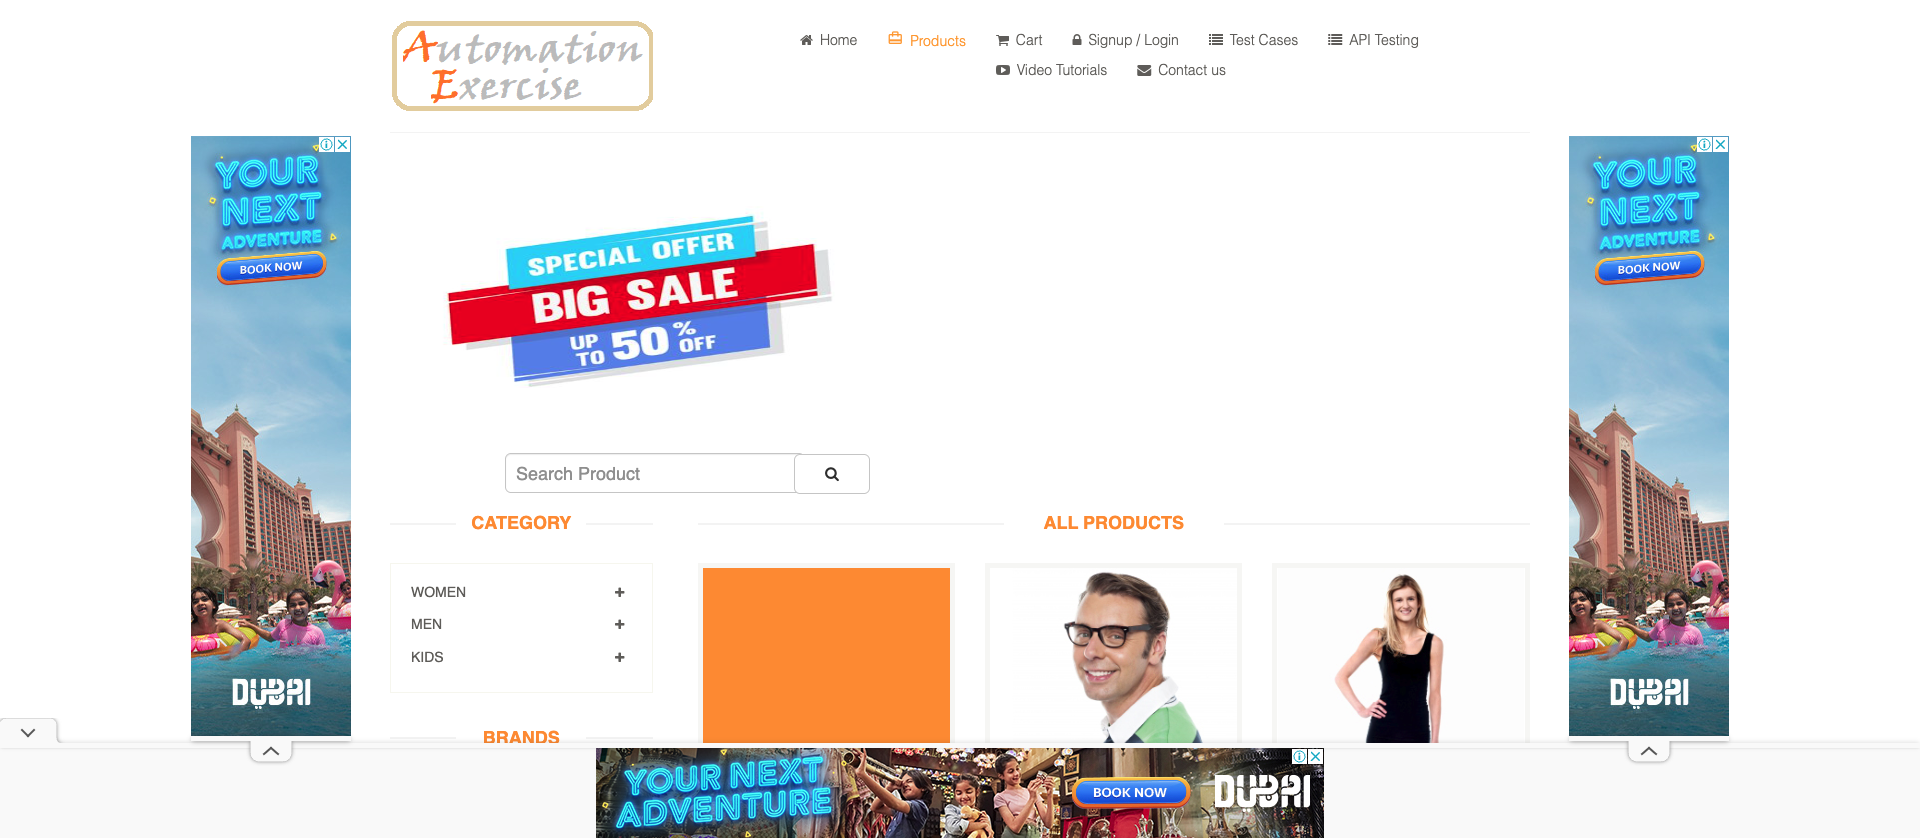 Automation
Exercise
Home
Products
Cart
Signup / Login
Test Cases
API Testing
Video Tutorials
Contact us
YOUR
NEXT
ADVENTURE
BOOK NOW
DUBAI
SPECIAL OFFER
BIG SALE
UP TO 50% OFF
Search Product
CATEGORY
WOMEN
MEN
KIDS
BRANDS
ALL PRODUCTS
YOUR
NEXT
ADVENTURE
BOOK NOW
DUBAI
YOUR NEXT
ADVENTURE
BOOK NOW
DUBAI